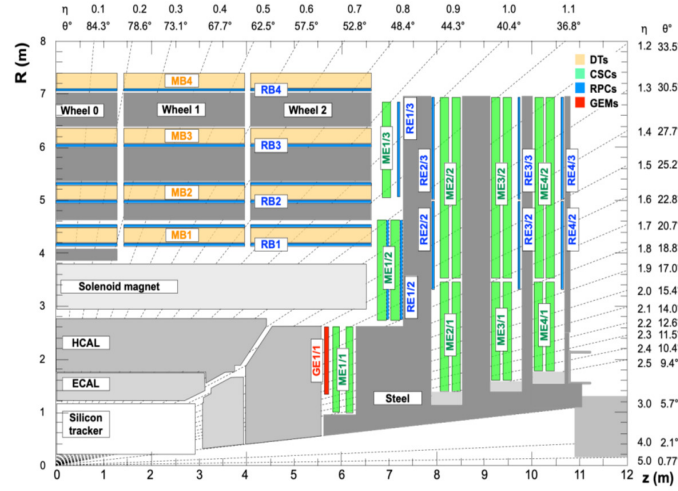 η 0.1 0.2 0.3 0.4 0.5 0.6 0.7 0.8 0.9 1.0 1.1 η θ°
θ° 84.3° 78.6° 73.1° 67.7° 62.5° 57.5° 52.8° 48.4° 44.3° 40.4° 36.8°
R (m)
8
7
6
5
4
3
2
1
0
1.2 33.5
1.3 30.5
1.4 27.7
1.5 25.2
1.6 22.8
1.7 20.7
1.8 18.8
1.9 17.0
2.0 15.4
2.1 14.0
2.2 12.6
2.3 11.5
2.4 10.4
2.5 9.4°
3.0 5.7°
4.0 2.1°
5.0 0.77
DTs
CSCs
RPCs
GEMs
MB4
RB4
Wheel 0
Wheel 1
Wheel 2
MB3
RB3
MB2
RB2
MB1
RB1
Solenoid magnet
HCAL
ECAL
Silicon
tracker
Steel
GE1/1
ME1/1
ME1/2
ME1/3
RE1/3
RE1/2
RE2/3
RE2/2
ME2/2
ME2/1
ME3/2
ME3/1
RE3/3
RE3/2
ME4/2
ME4/1
RE4/3
RE4/2
0 1 2 3 4 5 6 7 8 9 10 11 12
z (m)